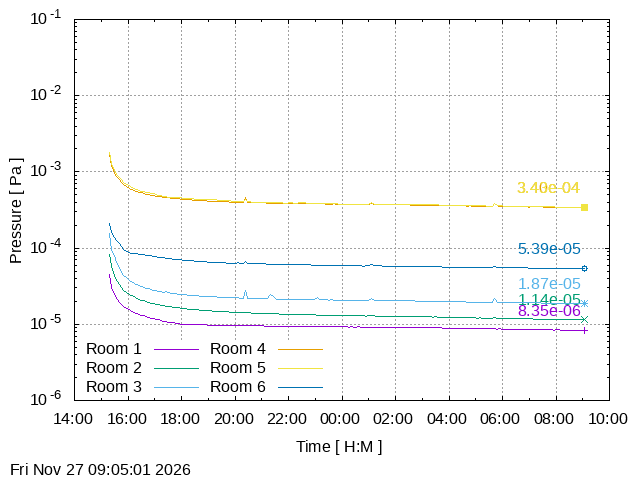 10^-1
10^-2
10^-3
10^-4
10^-5
10^-6
Pressure [ Pa ]
3.40e-04
5.39e-05
1.87e-05
1.14e-05
8.35e-06
Room 1 Room 4
Room 2 Room 5
Room 3 Room 6
14:00 16:00 18:00 20:00 22:00 00:00 02:00 04:00 06:00 08:00 10:00
Time [ H:M ]
Fri Nov 27 09:05:01 2026